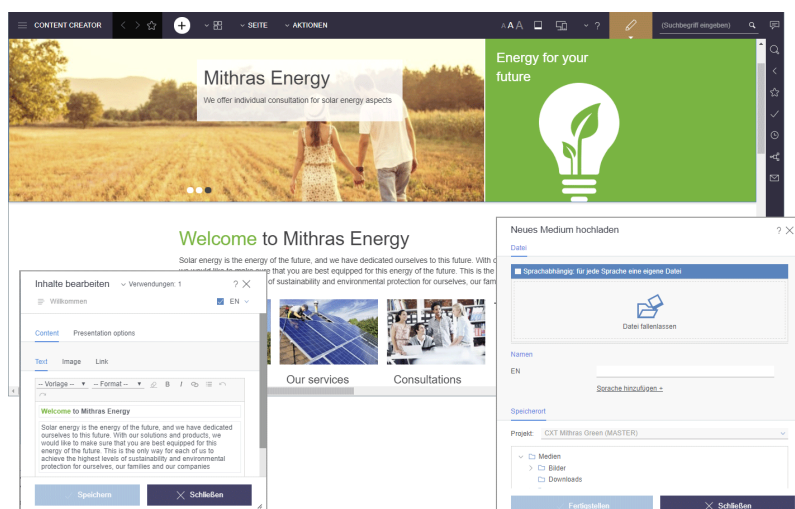 CONTENT CREATOR
SEITE
AKTIONEN
A A A
?
(Suchbegriff eingeben)
Mithras Energy
We offer individual consultation for solar energy aspects
Energy for your
future
Welcome to Mithras Energy
Solar energy is the energy of the future, and we have dedicated ourselves to this future. With
that you are best equipped for this energy of the future. This is the
of sustainability and environmental protection for ourselves, our
Our services
Consultations
Inhalte bearbeiten
Verwendungen: 1
?
Willkommen
EN
Content
Presentation options
Text
Image
Link
-- Vorlage --
-- Format --
B
I
Welcome to Mithras Energy
Solar energy is the energy of the future, and we have dedicated
ourselves to this future. With our solutions and products, we
would like to make sure that you are best equipped for this
energy of the future. This is the only way for each of us to
achieve the highest levels of sustainability and environmental
protection for ourselves, our families and our companies
Speichern
Schließen
Neues Medium hochladen
?
Datei
Sprachabhängig: für jede Sprache eine eigene Datei
Datei fallenlassen
Namen
EN
Sprache hinzufügen +
Speicherort
Projekt:
CXT Mithras Green (MASTER)
Medien
Bilder
Downloads
Fertigstellen
Schließen